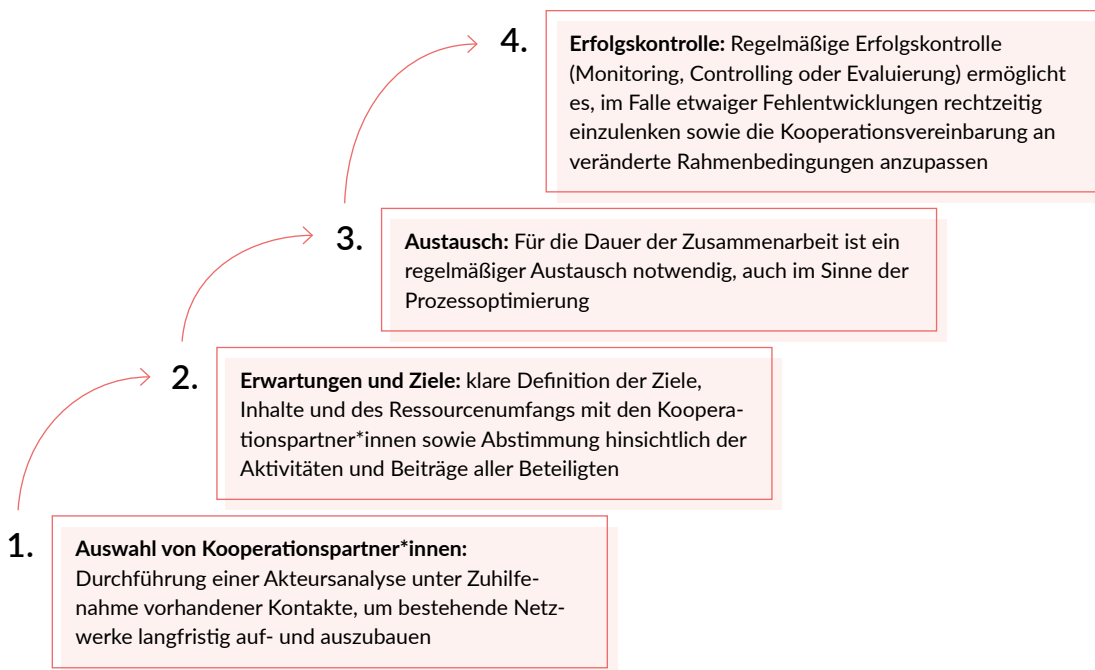 4.
Erfolgskontrolle: Regelmäßige Erfolgskontrolle
(Monitoring, Controlling oder Evaluierung) ermöglicht
es, im Falle etwaiger Fehlentwicklungen rechtzeitig
einzulenken sowie die Kooperationsvereinbarung an
veränderte Rahmenbedingungen anzupassen
3.
Austausch: Für die Dauer der Zusammenarbeit ist ein
regelmäßiger Austausch notwendig, auch im Sinne der
Prozessoptimierung
2.
Erwartungen und Ziele: klare Definition der Ziele,
Inhalte und des Ressourcenumfangs mit den Koopera-
tionspartner*innen sowie Abstimmung hinsichtlich der
Aktivitäten und Beiträge aller Beteiligten
1.
Auswahl von Kooperationspartner*innen:
Durchführung einer Akteursanalyse unter Zuhilfe-
nahme vorhandener Kontakte, um bestehende Netz-
werke langfristig auf- und auszubauen